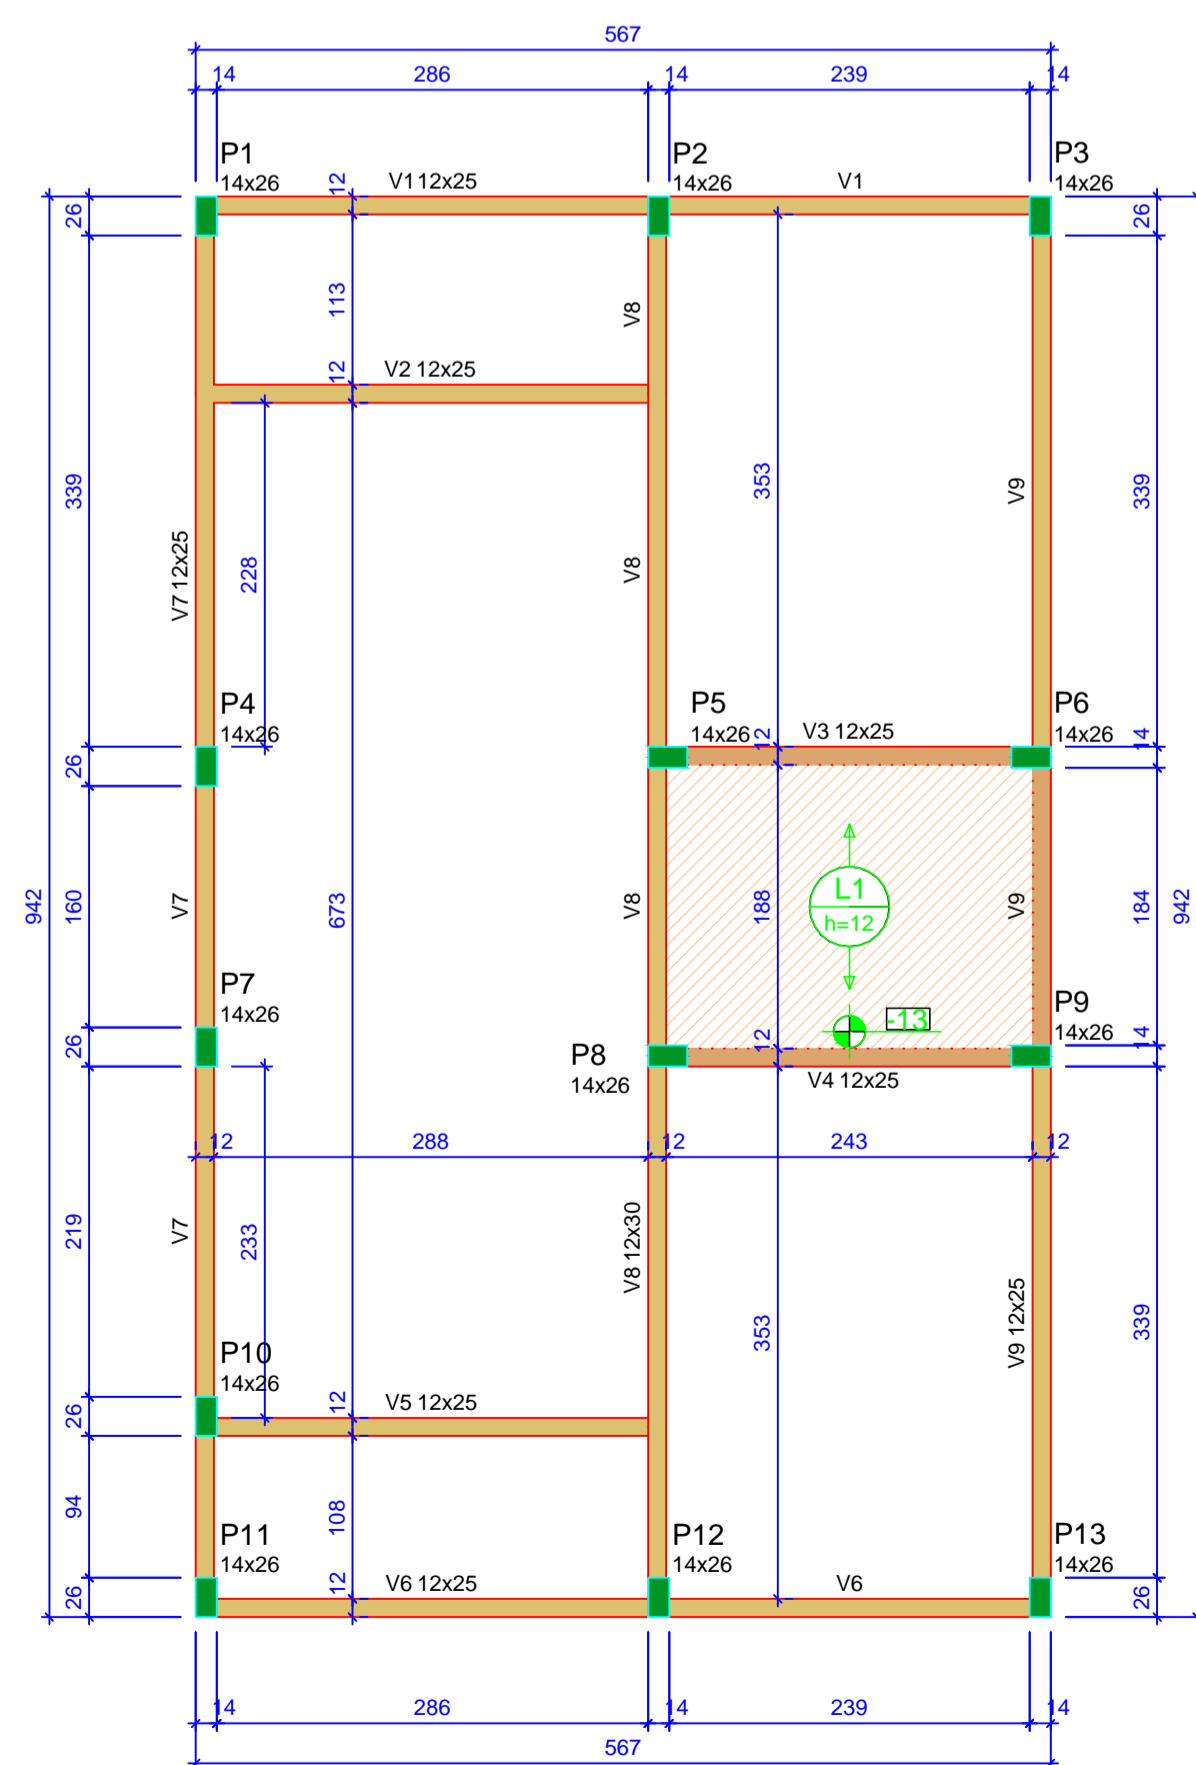 567
14 286 14 239 14
P1 P2 P3
14x26 12 V1 12x25 14x26 V1 14x26
26 26
113 V8
12 V2 12x25
339 353 V9 339
V7 12x25 228 V8
P4 P5 P6
14x26 14x26 12 V3 12x25 14x26 14
26
L1
942 160 V7 673 V8 188 V9 184 942
h=12
P7 P9
14x26 -13 14x26
26 P8 12 14
14x26 V4 12x25
12 288 12 243 12
219 V7 233 V8 12x30
353 V9 12x25 339
P10
14x26
26 12 V5 12x25
94 108
P11 P12 P13
14x26 14x26 14x26
26 12 V6 12x25 V6 26
14 286 14 239 14
567